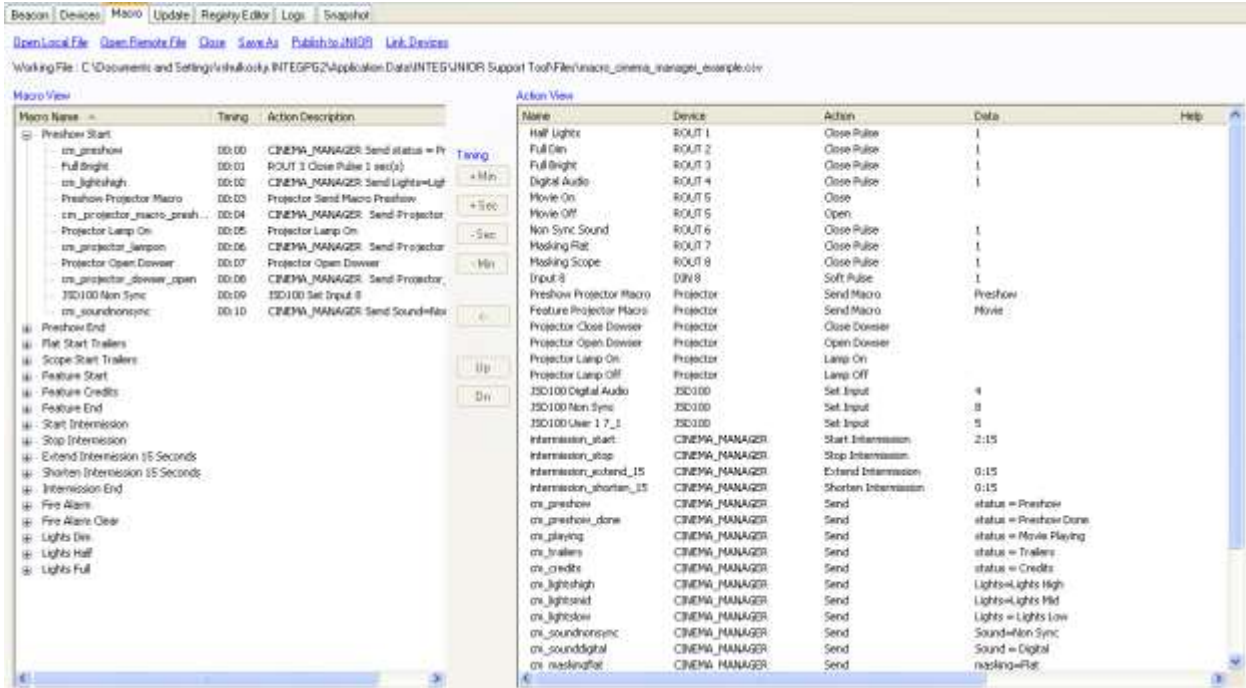 Beacon Devices Macro Update Registry Editor Logs Snapshot
Open Local File Open Remote File Close Save As Publish to JNIOR Link Devices
Working File : C:\Documents and Settings\vshulkosky.INTEGPG2\Application Data\INTEG\JNIOR Support Tool\Files\macro_cinema_manager_example.csv
Macro View
Macro Name Timing Action Description
Preshow Start
cm_preshow 00:00 CINEMA_MANAGER Send status = Pr
Full Bright 00:01 ROUT 3 Close Pulse 1 sec(s)
cm_lightshigh 00:02 CINEMA_MANAGER Send Lights=Ligh
Preshow Projector Macro 00:03 Projector Send Macro Preshow
cm_projector_macro_presh... 00:04 CINEMA_MANAGER Send Projector
Projector Lamp On 00:05 Projector Lamp On
cm_projector_lampon 00:06 CINEMA_MANAGER Send Projector
Projector Open Dowser 00:07 Projector Open Dowser
cm_projector_dowser_open 00:08 CINEMA_MANAGER Send Projector_
JSD100 Non Sync 00:09 JSD100 Set Input 8
cm_soundnonsync 00:10 CINEMA_MANAGER Send Sound=Non
Preshow End
Flat Start Trailers
Scope Start Trailers
Feature Start
Feature Credits
Feature End
Start Intermission
Stop Intermission
Extend Intermission 15 Seconds
Shorten Intermission 15 Seconds
Intermission End
Fire Alarm
Fire Alarm Clear
Lights Dim
Lights Half
Lights Full
Timing
+Min
+Sec
-Sec
-Min
<-
Up
Dn
Action View
Name Device Action Data Help
Half Lights ROUT 1 Close Pulse 1
Full Dim ROUT 2 Close Pulse 1
Full Bright ROUT 3 Close Pulse 1
Digital Audio ROUT 4 Close Pulse 1
Movie On ROUT 5 Close
Movie Off ROUT 5 Open
Non Sync Sound ROUT 6 Close Pulse 1
Masking Flat ROUT 7 Close Pulse 1
Masking Scope ROUT 8 Close Pulse 1
Input 8 DIN 8 Soft Pulse 1
Preshow Projector Macro Projector Send Macro Preshow
Feature Projector Macro Projector Send Macro Movie
Projector Close Dowser Projector Close Dowser
Projector Open Dowser Projector Open Dowser
Projector Lamp On Projector Lamp On
Projector Lamp Off Projector Lamp Off
JSD100 Digital Audio JSD100 Set Input 4
JSD100 Non Sync JSD100 Set Input 8
JSD100 User 1 7_1 JSD100 Set Input 5
intermission_start CINEMA_MANAGER Start Intermission 2:15
intermission_stop CINEMA_MANAGER Stop Intermission
intermission_extend_15 CINEMA_MANAGER Extend Intermission 0:15
intermission_shorten_15 CINEMA_MANAGER Shorten Intermission 0:15
cm_preshow CINEMA_MANAGER Send status = Preshow
cm_preshow_done CINEMA_MANAGER Send status = Preshow Done
cm_playing CINEMA_MANAGER Send status = Movie Playing
cm_trailers CINEMA_MANAGER Send status = Trailers
cm_credits CINEMA_MANAGER Send status = Credits
cm_lightshigh CINEMA_MANAGER Send Lights=Lights High
cm_lightsmid CINEMA_MANAGER Send Lights=Lights Mid
cm_lightslow CINEMA_MANAGER Send Lights = Lights Low
cm_soundnonsync CINEMA_MANAGER Send Sound=Non Sync
cm_sounddigital CINEMA_MANAGER Send Sound = Digital
cm_maskingflat CINEMA_MANAGER Send masking=Flat